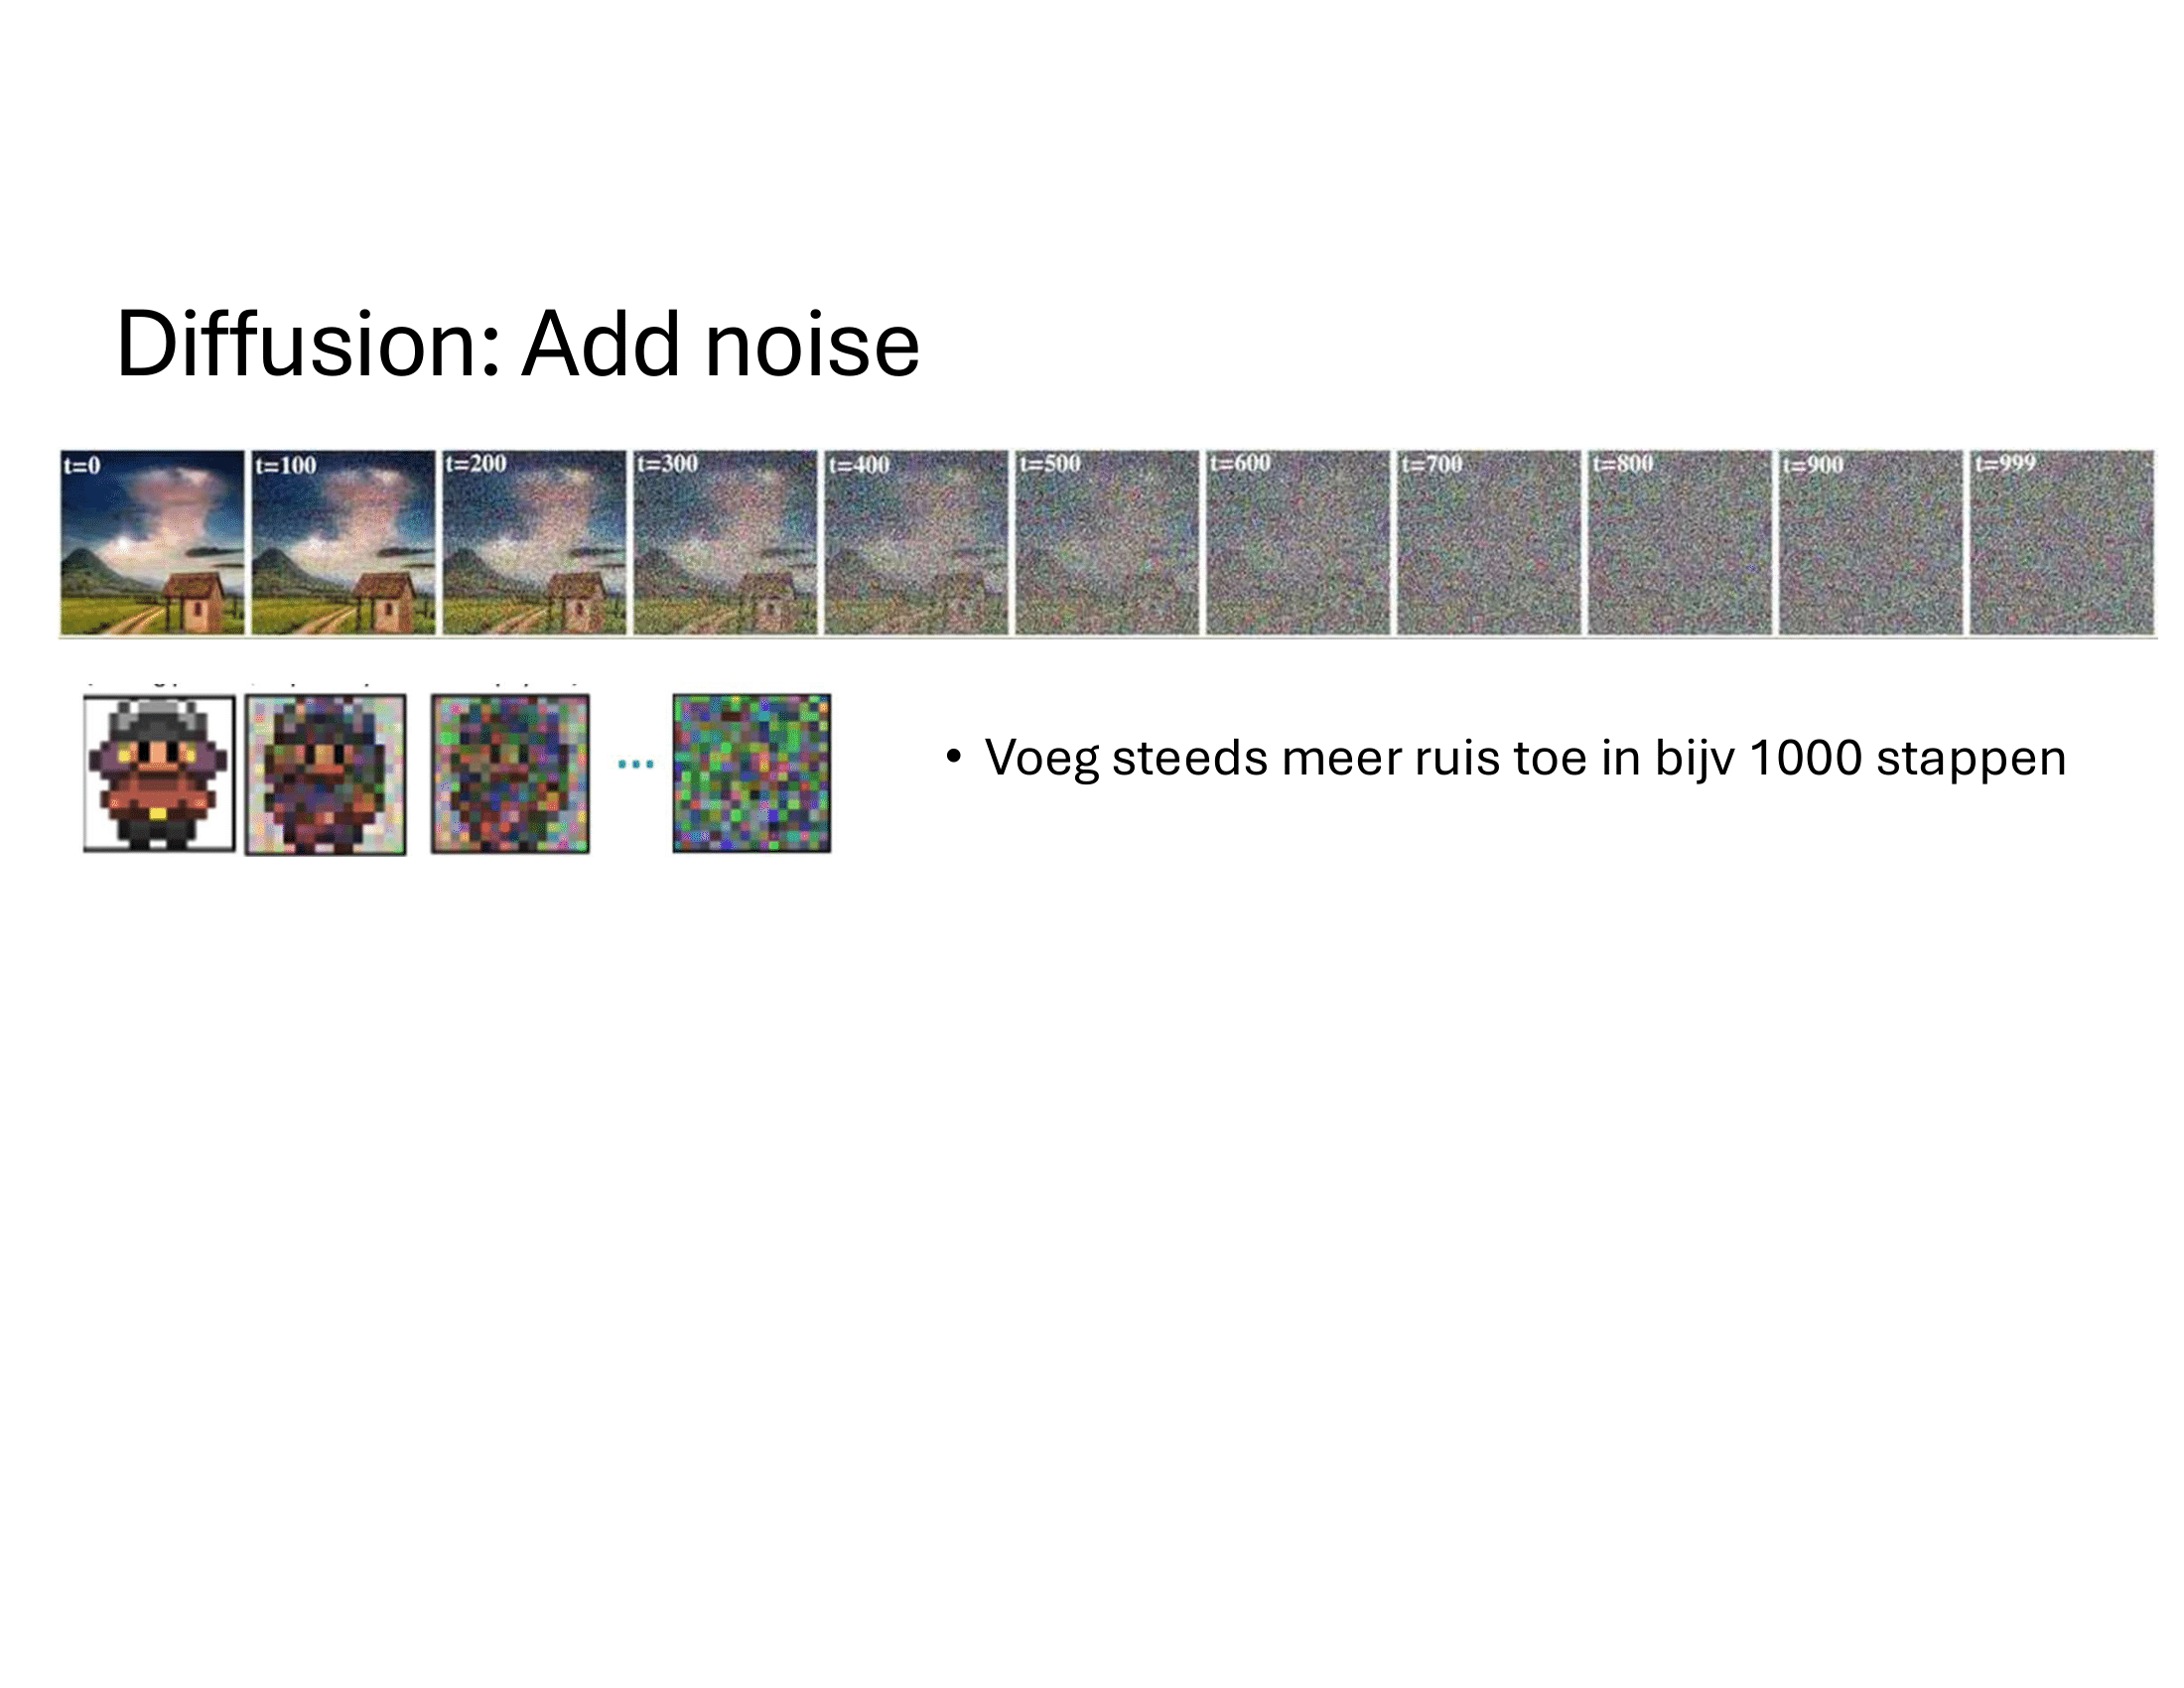 Diffusion: Add noise
t=0 t=100 t=200 t=300 t=400 t=500 t=600 t=700 t=800 t=900 t=999
...
• Voeg steeds meer ruis toe in bijv 1000 stappen